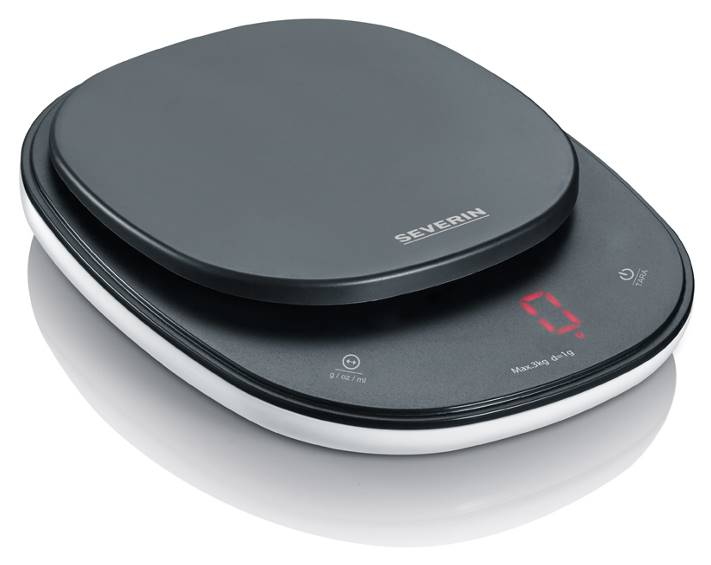 SEVERIN
TARA
0
g
Max.3kg d=1g
g / oz / ml